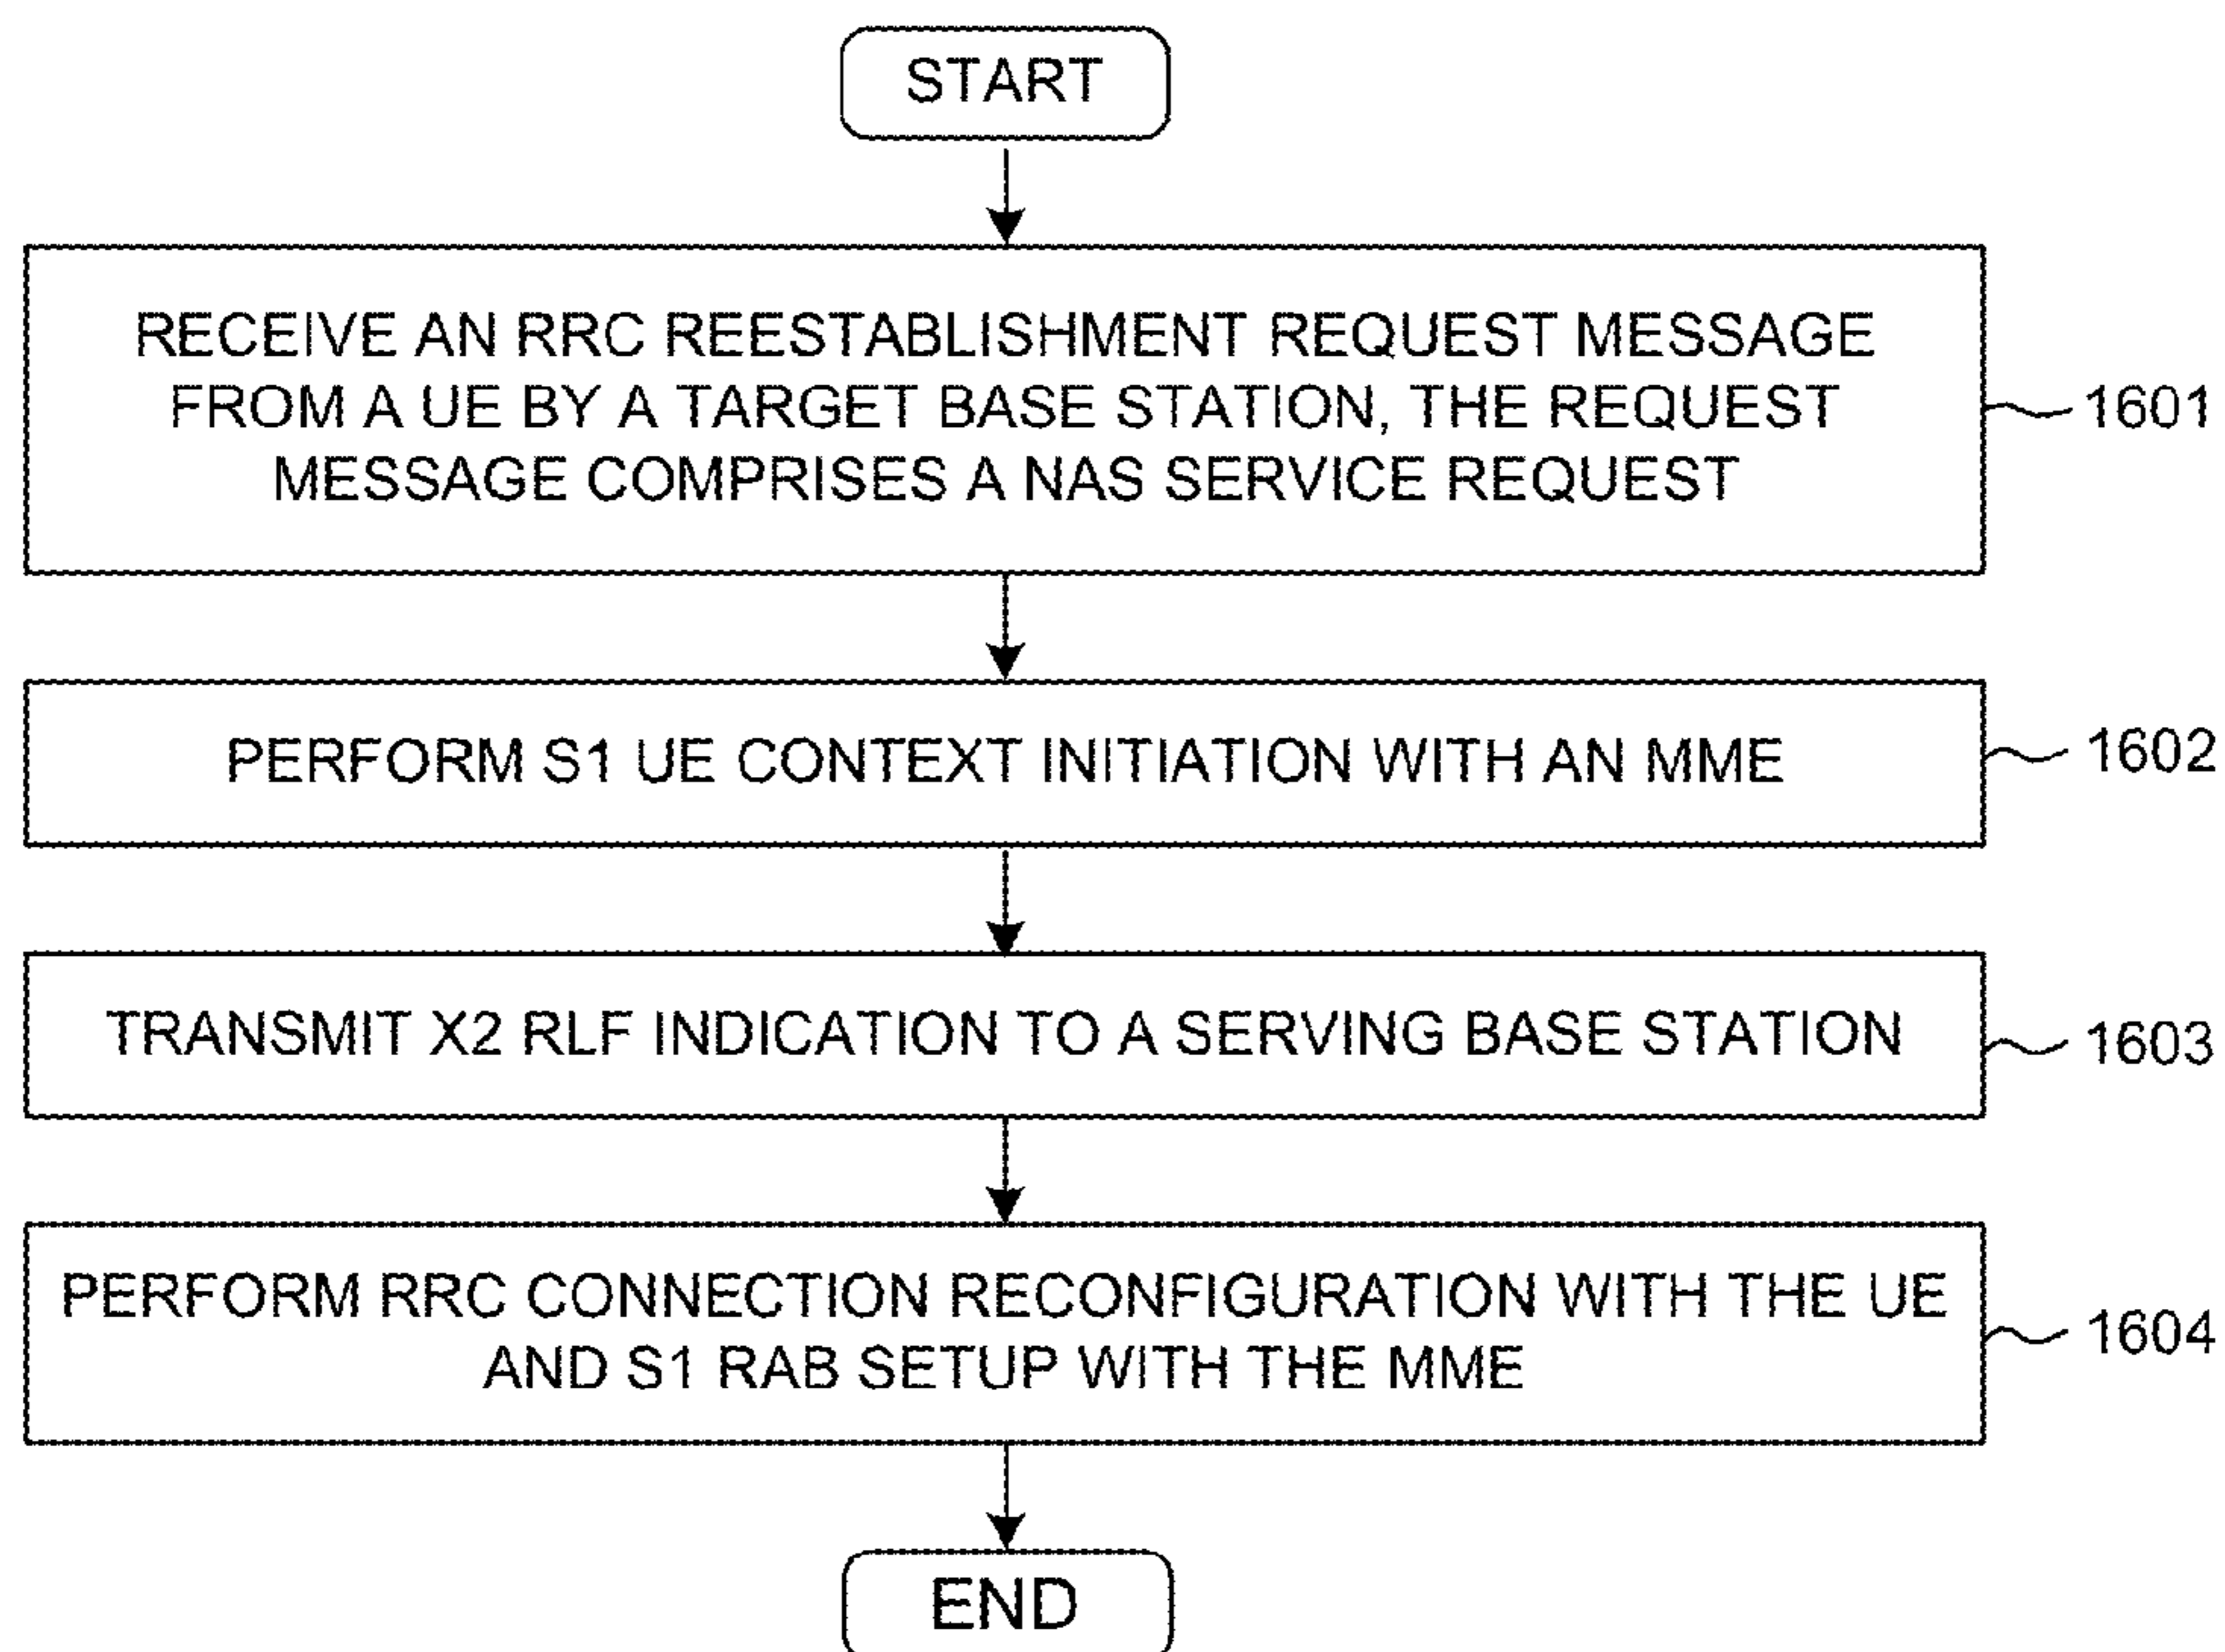 START
RECEIVE AN RRC REESTABLISHMENT REQUEST MESSAGE
FROM A UE BY A TARGET BASE STATION, THE REQUEST
MESSAGE COMPRISES A NAS SERVICE REQUEST
1601
PERFORM S1 UE CONTEXT INITIATION WITH AN MME
1602
TRANSMIT X2 RLF INDICATION TO A SERVING BASE STATION
1603
PERFORM RRC CONNECTION RECONFIGURATION WITH THE UE
AND S1 RAB SETUP WITH THE MME
1604
END